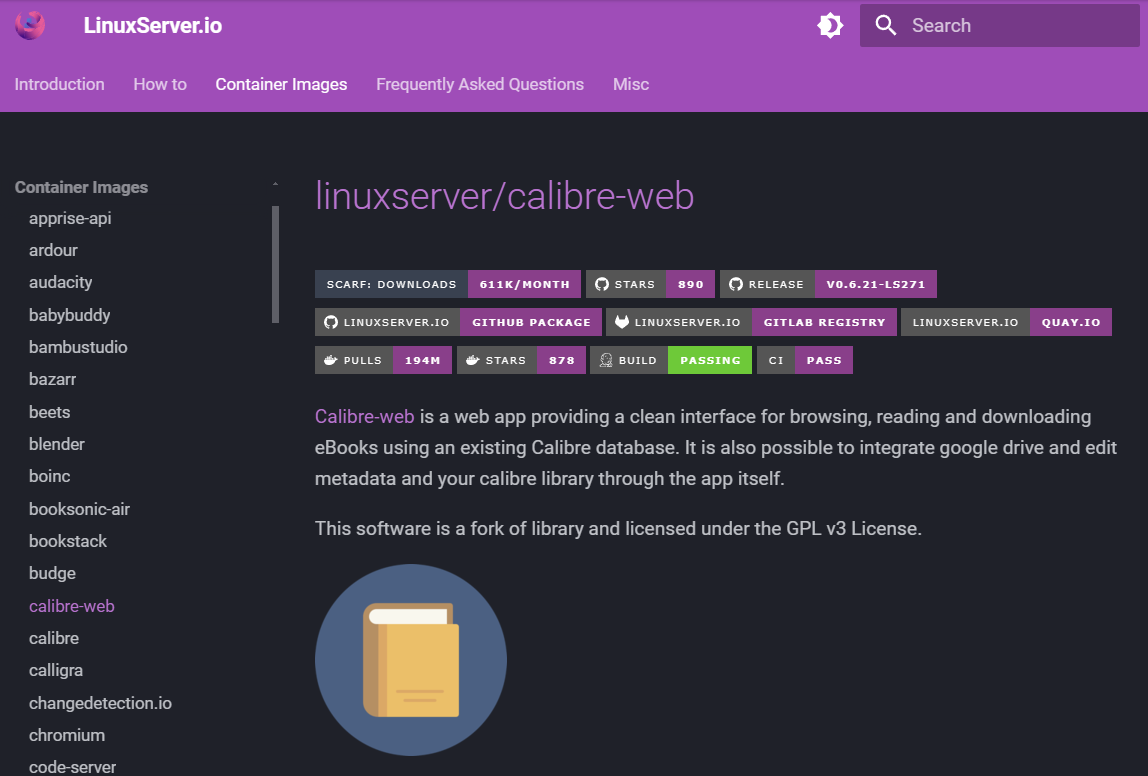 LinuxServer.io
Search
Introduction How to Container Images Frequently Asked Questions Misc
Container Images
apprise-api
ardour
audacity
babybuddy
bambustudio
bazarr
beets
blender
boinc
booksonic-air
bookstack
budge
calibre-web
calibre
calligra
changedetection.io
chromium
code-server
linuxserver/calibre-web
SCARF: DOWNLOADS 611K/MONTH STARS 890 RELEASE V0.6.21-LS271
LINUXSERVER.IO GITHUB PACKAGE LINUXSERVER.IO GITLAB REGISTRY LINUXSERVER.IO QUAY.IO
PULLS 194M STARS 878 BUILD PASSING CI PASS
Calibre-web is a web app providing a clean interface for browsing, reading and downloading
eBooks using an existing Calibre database. It is also possible to integrate google drive and edit
metadata and your calibre library through the app itself.
This software is a fork of library and licensed under the GPL v3 License.